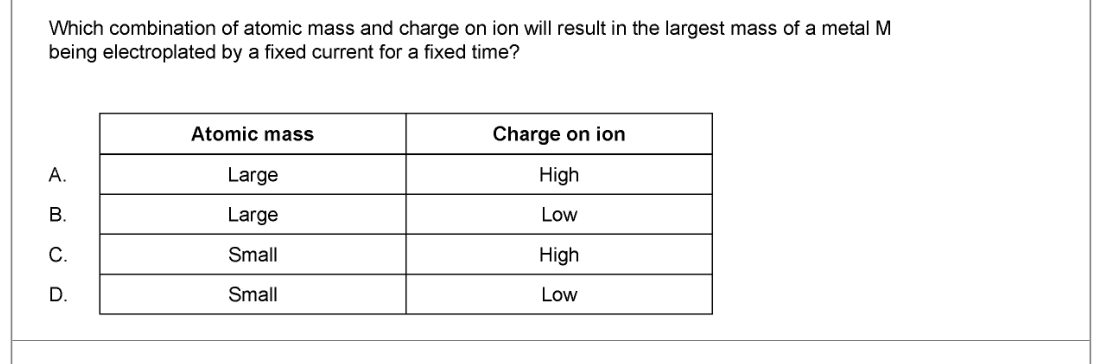 Which combination of atomic mass and charge on ion will result in the largest mass of a metal M
being electroplated by a fixed current for a fixed time?
Atomic mass Charge on ion
A. Large High
B. Large Low
C. Small High
D. Small Low